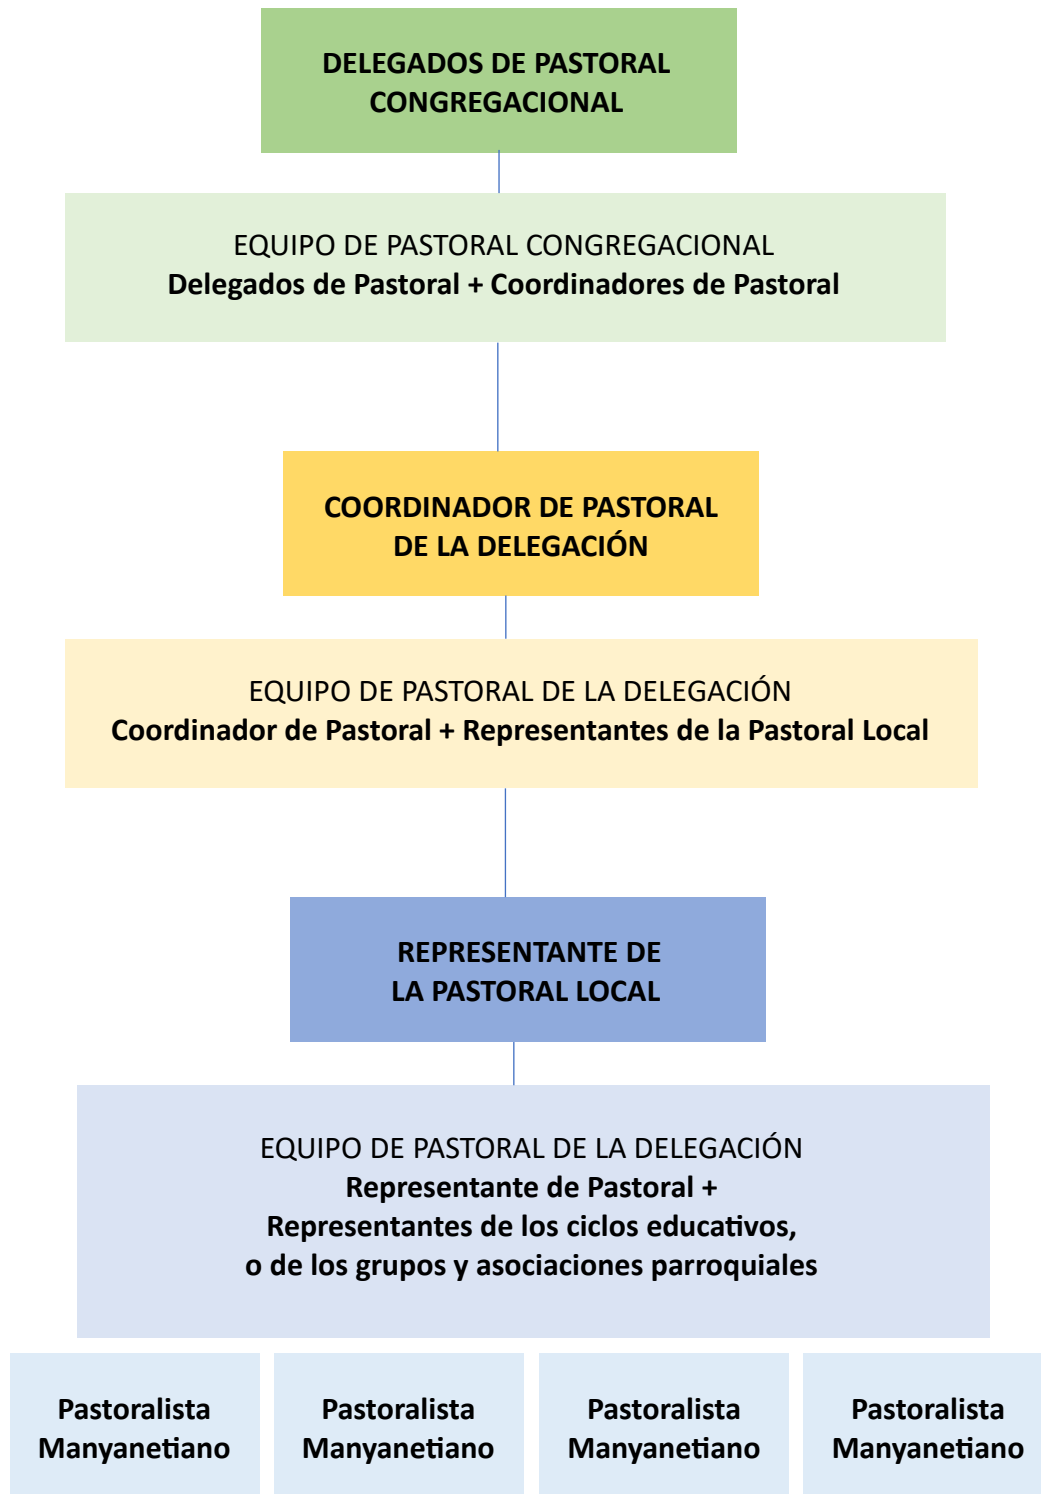 DELEGADOS DE PASTORAL
CONGREGACIONAL
EQUIPO DE PASTORAL CONGREGACIONAL
Delegados de Pastoral + Coordinadores de Pastoral
COORDINADOR DE PASTORAL
DE LA DELEGACIÓN
EQUIPO DE PASTORAL DE LA DELEGACIÓN
Coordinador de Pastoral + Representantes de la Pastoral Local
REPRESENTANTE DE
LA PASTORAL LOCAL
EQUIPO DE PASTORAL DE LA DELEGACIÓN
Representante de Pastoral +
Representantes de los ciclos educativos,
o de los grupos y asociaciones parroquiales
Pastoralista
Manyanetiano
Pastoralista
Manyanetiano
Pastoralista
Manyanetiano
Pastoralista
Manyanetiano